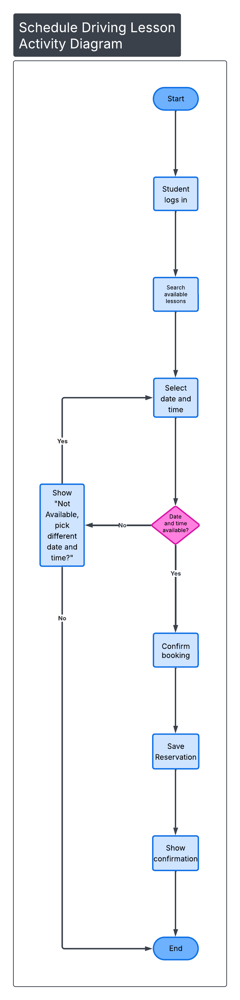 Schedule Driving Lesson
Activity Diagram
Start
Student
logs in
Search
available
lessons
Select
date and
time
Yes
Show
"Not
Available,
pick
different
date and
time?"
No
Date
and time
available?
Yes
No
Confirm
booking
Save
Reservation
Show
confirmation
End